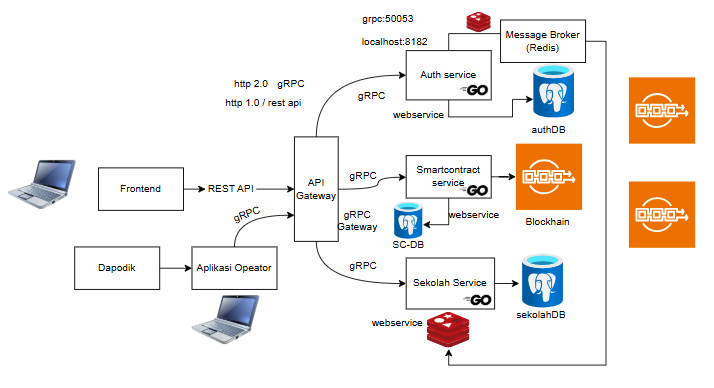 grpc:50053
localhost:8182
Message Broker
(Redis)
http 2.0 gRPC
http 1.0 / rest api
Auth service
GO
gRPC
webservice
authDB
API
Gateway
Frontend
REST API
gRPC
Smartcontract
service
GO
Blockhain
gRPC
gRPC
Gateway
webservice
SC-DB
Dapodik
Aplikasi Opeator
gRPC
Sekolah Service
GO
sekolahDB
webservice